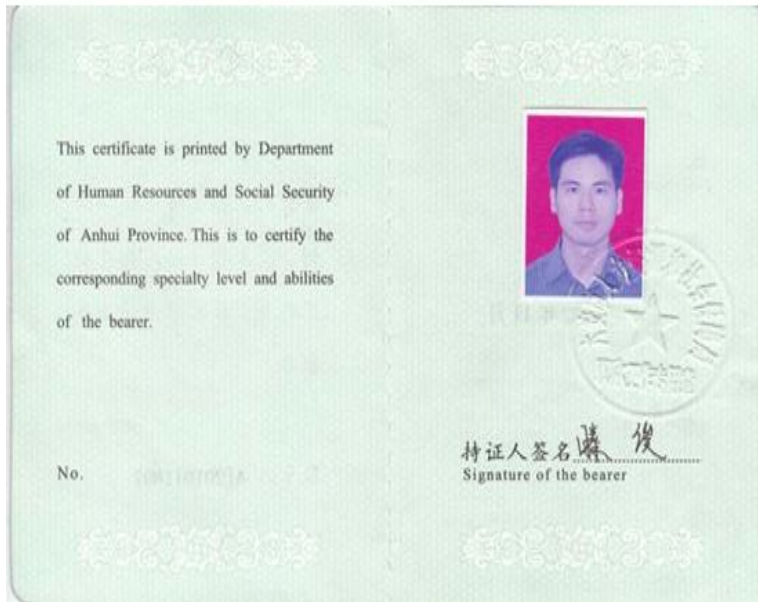 This certificate is printed by Department
of Human Resources and Social Security
of Anhui Province. This is to certify the
corresponding specialty level and abilities
of the bearer.
No.
持证人签名 滕俊
Signature of the bearer